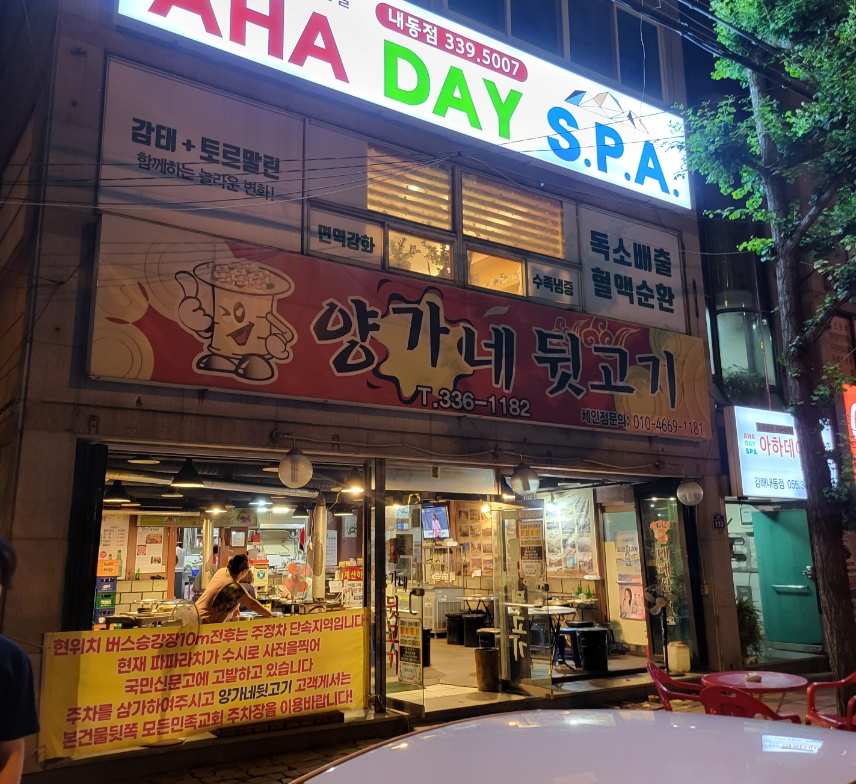 내동점 339.5007
AHA DAY S.P.A.
감태 + 토르말린
함께하는 놀라운 변화!
면역강화
수족냉증
독소배출
혈액순환
양가네 뒷고기
T.336-1182
체인점문의: 010-4669-1181
AHA
DAY
SPA
아하데이
김해내동점
현위치 버스승강장10m전후는 주정차 단속지역입니다
현재 파파라치가 수시로 사진을찍어
국민신문고에 고발하고 있습니다
주차를 삼가하여주시고 양가네뒷고기 고객게서는
본건물뒷쪽 모든민족교회 주차장을 이용바랍니다!